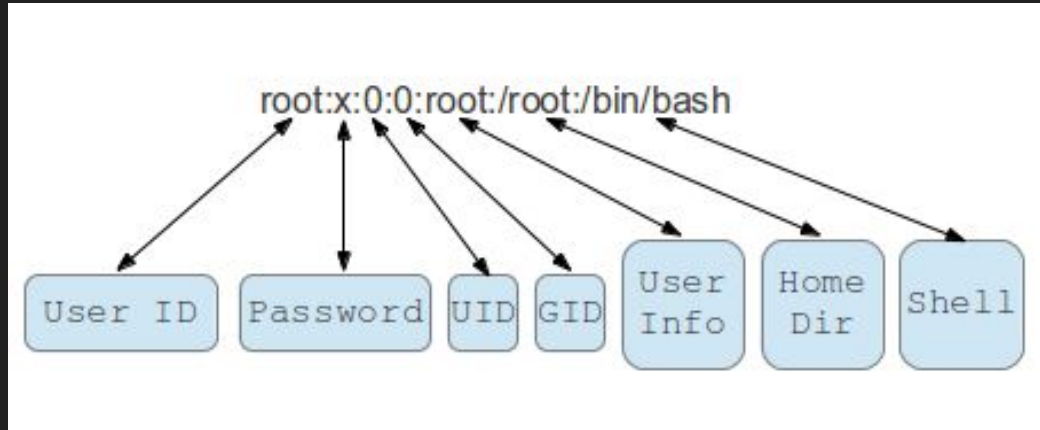 root:x:0:0:root:/root:/bin/bash
User ID
Password
UID
GID
User
Info
Home
Dir
Shell